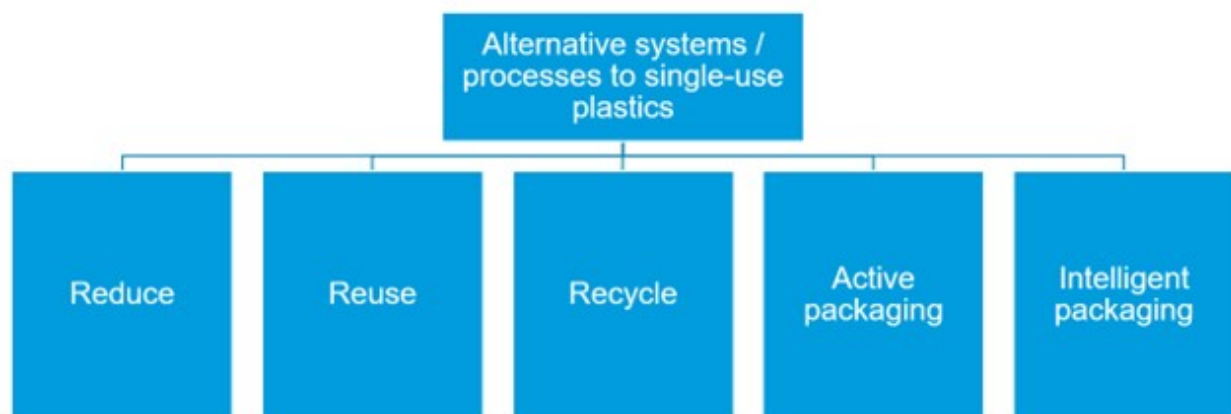 Alternative systems /
processes to single-use
plastics
Reduce
Reuse
Recycle
Active
packaging
Intelligent
packaging